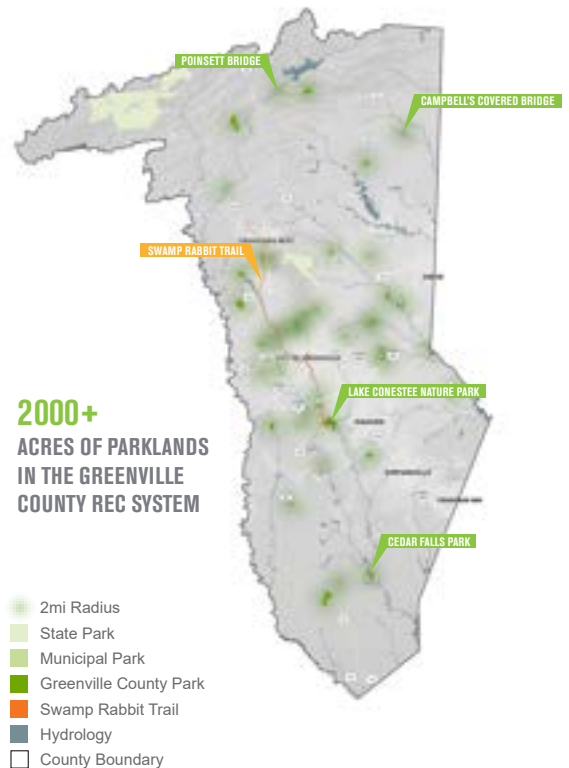 POINSETT BRIDGE
CAMPBELL'S COVERED BRIDGE
SWAMP RABBIT TRAIL
LAKE CONESTEE NATURE PARK
2000+
ACRES OF PARKLANDS
IN THE GREENVILLE
COUNTY REC SYSTEM
CEDAR FALLS PARK
2mi Radius
State Park
Municipal Park
Greenville County Park
Swamp Rabbit Trail
Hydrology
County Boundary